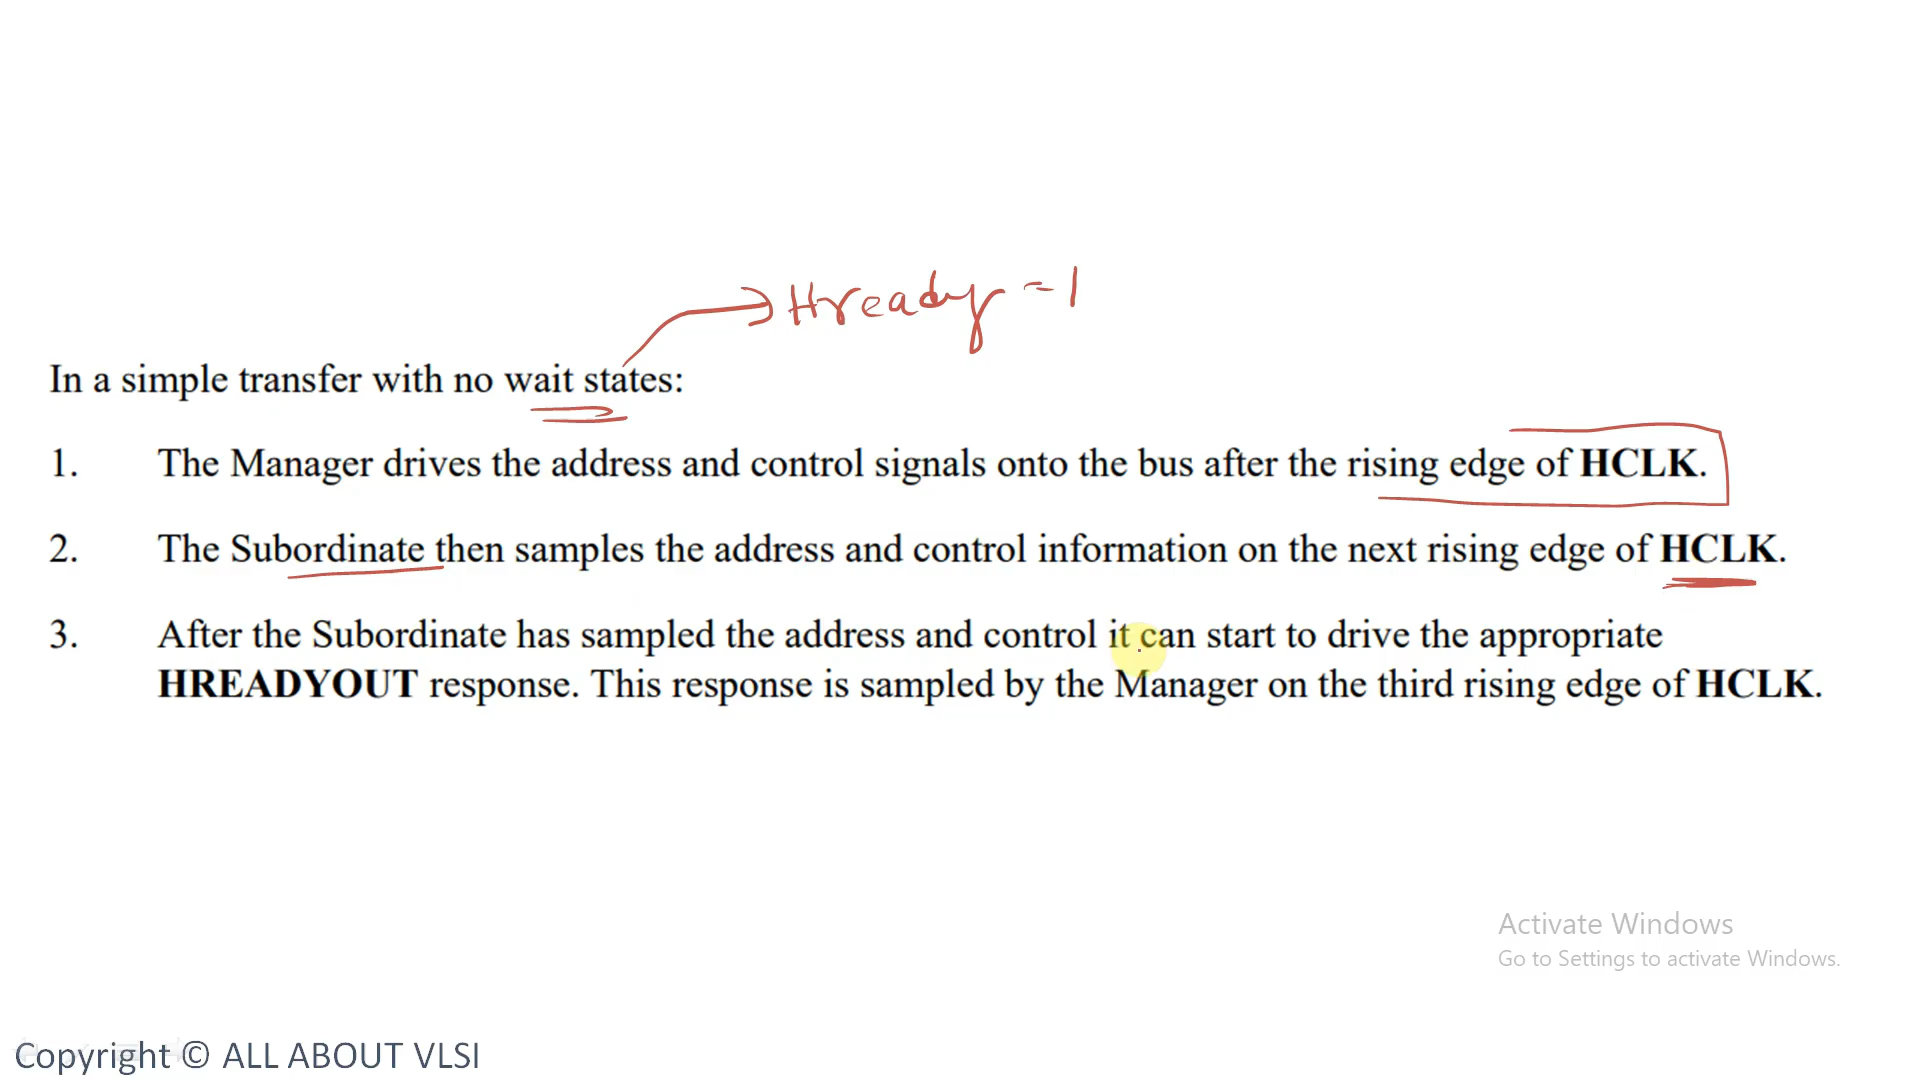 Hready = 1
In a simple transfer with no wait states:
1. The Manager drives the address and control signals onto the bus after the rising edge of HCLK.
2. The Subordinate then samples the address and control information on the next rising edge of HCLK.
3. After the Subordinate has sampled the address and control it can start to drive the appropriate
HREADYOUT response. This response is sampled by the Manager on the third rising edge of HCLK.
Activate Windows
Go to Settings to activate Windows.
Copyright © ALL ABOUT VLSI